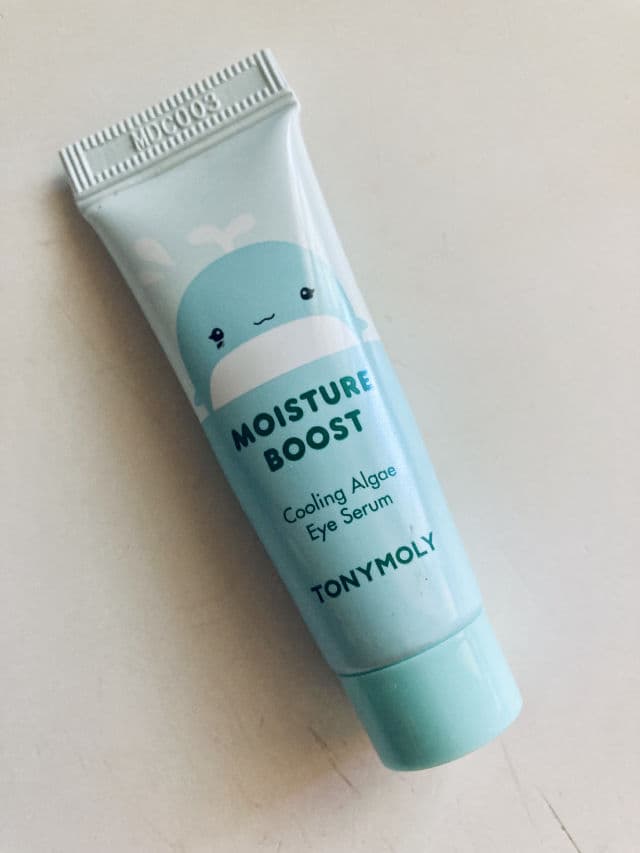 MDC003
MOISTURE
BOOST
Cooling Algae
Eye Serum
TONYMOLY